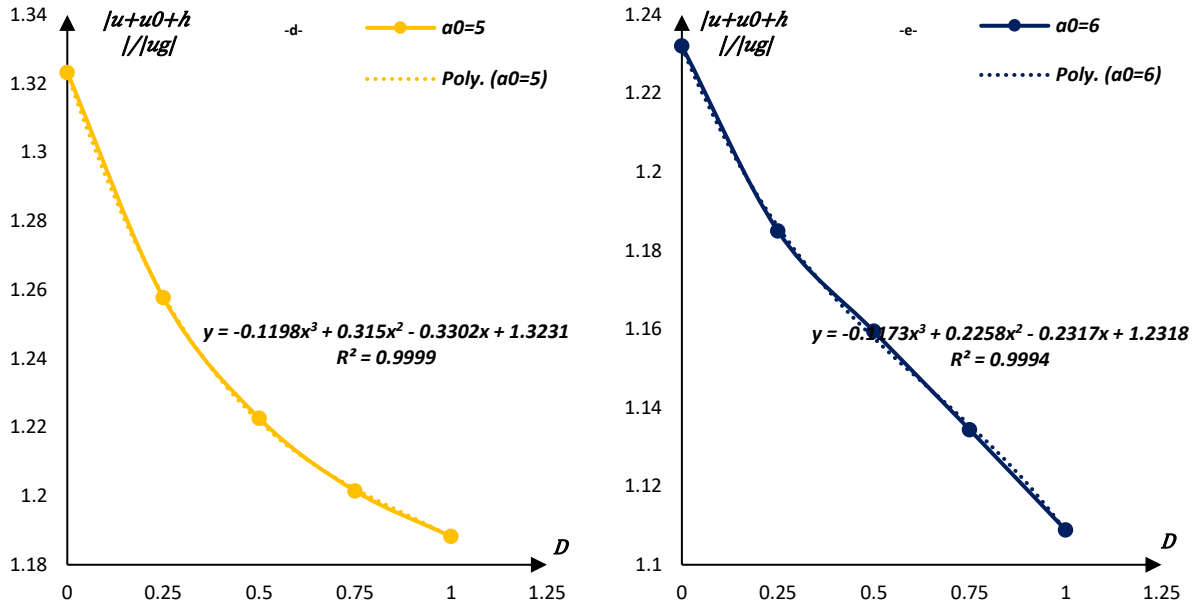 |u+u0+h
|/|ug|
-d-
a0=5
Poly. (a0=5)
1.34
1.32
1.3
1.28
1.26
1.24
1.22
1.2
1.18
y = -0.1198x³ + 0.315x² - 0.3302x + 1.3231
R² = 0.9999
D
0 0.25 0.5 0.75 1 1.25
|u+u0+h
|/|ug|
-e-
a0=6
Poly. (a0=6)
1.24
1.22
1.2
1.18
1.16
1.14
1.12
1.1
y = -0.1173x³ + 0.2258x² - 0.2317x + 1.2318
R² = 0.9994
D
0 0.25 0.5 0.75 1 1.25